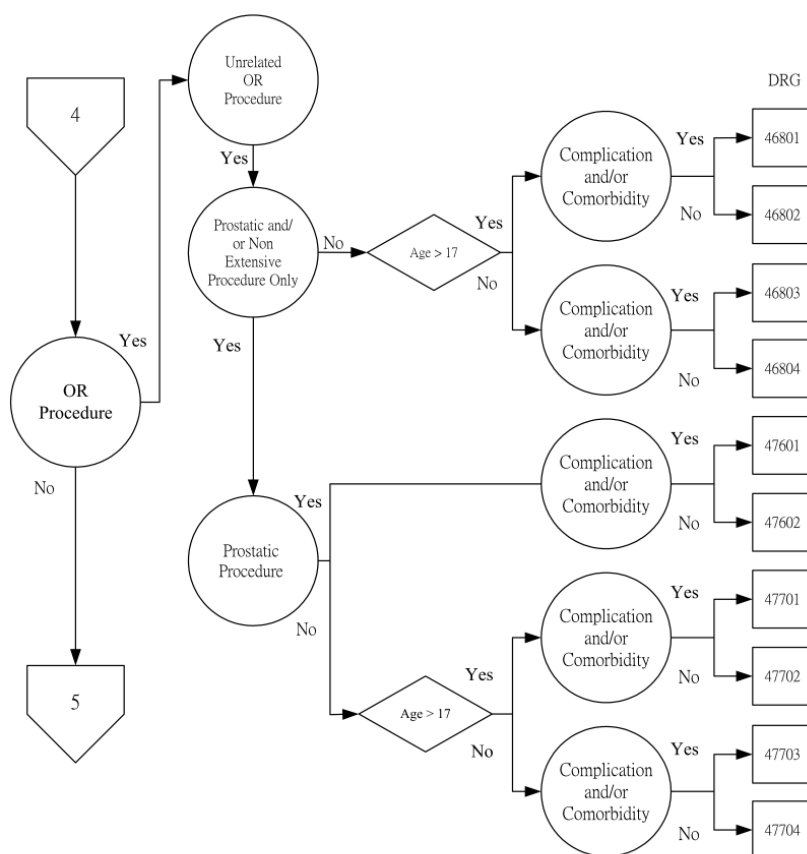 Unrelated
OR
Procedure
DRG
4
Yes
Yes
Complication
and/or
Comorbidity
Yes
46801
No
46802
Prostatic and/
or Non
Extensive
Procedure Only
No
Age > 17
Yes
No
Complication
and/or
Comorbidity
Yes
46803
No
46804
OR
Procedure
No
Yes
Complication
and/or
Comorbidity
Yes
47601
No
47602
Prostatic
Procedure
Yes
No
Complication
and/or
Comorbidity
Yes
47701
No
47702
5
Age > 17
Yes
No
Complication
and/or
Comorbidity
Yes
47703
No
47704